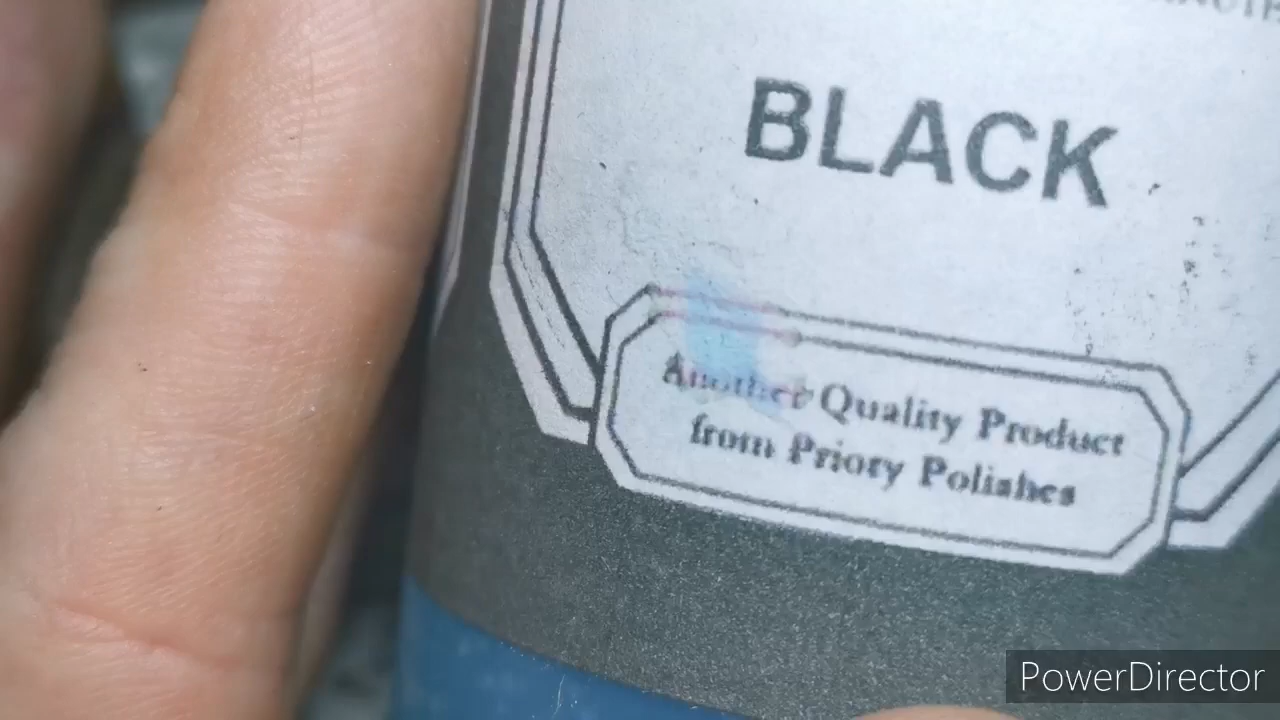 BLACK
Another Quality Product
from Priory Polishes
PowerDirector